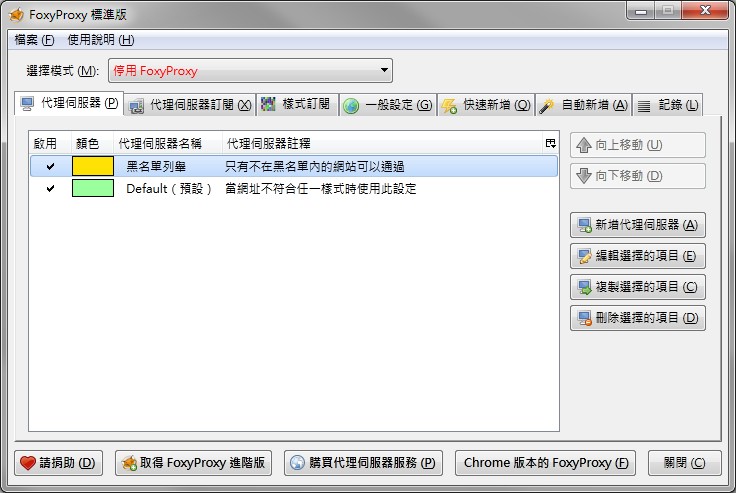 FoxyProxy 標準版
檔案 (F) 使用說明 (H)
選擇模式 (M): 停用 FoxyProxy
代理伺服器 (P) 代理伺服器訂閱 (X) 樣式訂閱 一般設定 (G) 快速新增 (Q) 自動新增 (A) 記錄 (L)
啟用 顏色 代理伺服器名稱 代理伺服器註釋
黑名單列舉 只有不在黑名單內的網站可以通過
Default（預設） 當網址不符合任一樣式時使用此設定
向上移動 (U)
向下移動 (D)
新增代理伺服器 (A)
編輯選擇的項目 (E)
複製選擇的項目 (C)
刪除選擇的項目 (D)
請捐助 (D) 取得 FoxyProxy 進階版 購買代理伺服器服務 (P) Chrome 版本的 FoxyProxy (F) 關閉 (C)